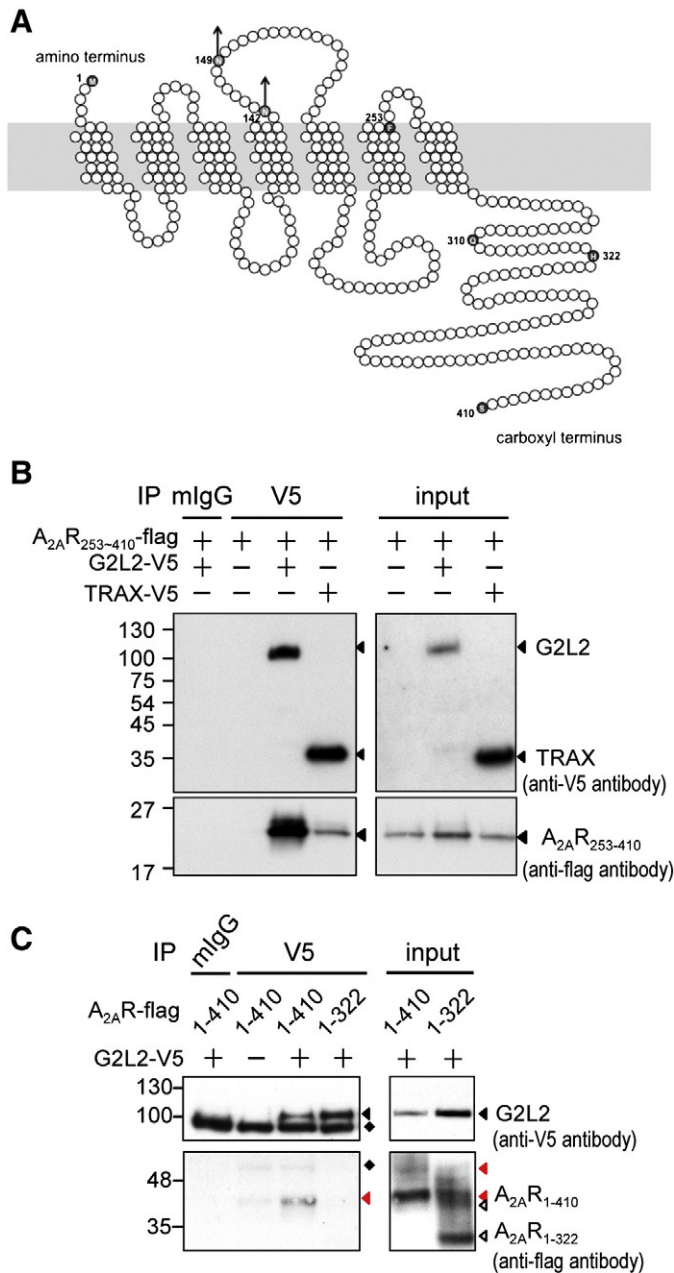 A
amino terminus
1 M
149
142
253 F
310
322
410 S
carboxyl terminus
B
IP mIgG V5 input
A2AR253~410-flag + + + + + + +
G2L2-V5 + − + − − + −
TRAX-V5 − − − + − − +
130
100
75
54
45
35
27
17
G2L2
TRAX
(anti-V5 antibody)
A2AR253-410
(anti-flag antibody)
C
IP mIgG V5 input
A2AR-flag 1-410 1-410 1-410 1-322 1-410 1-322
G2L2-V5 + − + + + +
130
100
48
35
G2L2
(anti-V5 antibody)
A2AR1-410
A2AR1-322
(anti-flag antibody)